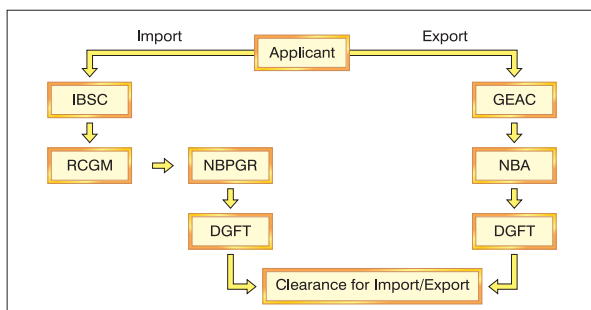 Import
Applicant
Export
IBSC
GEAC
RCGM
NBPGR
NBA
DGFT
DGFT
Clearance for Import/Export